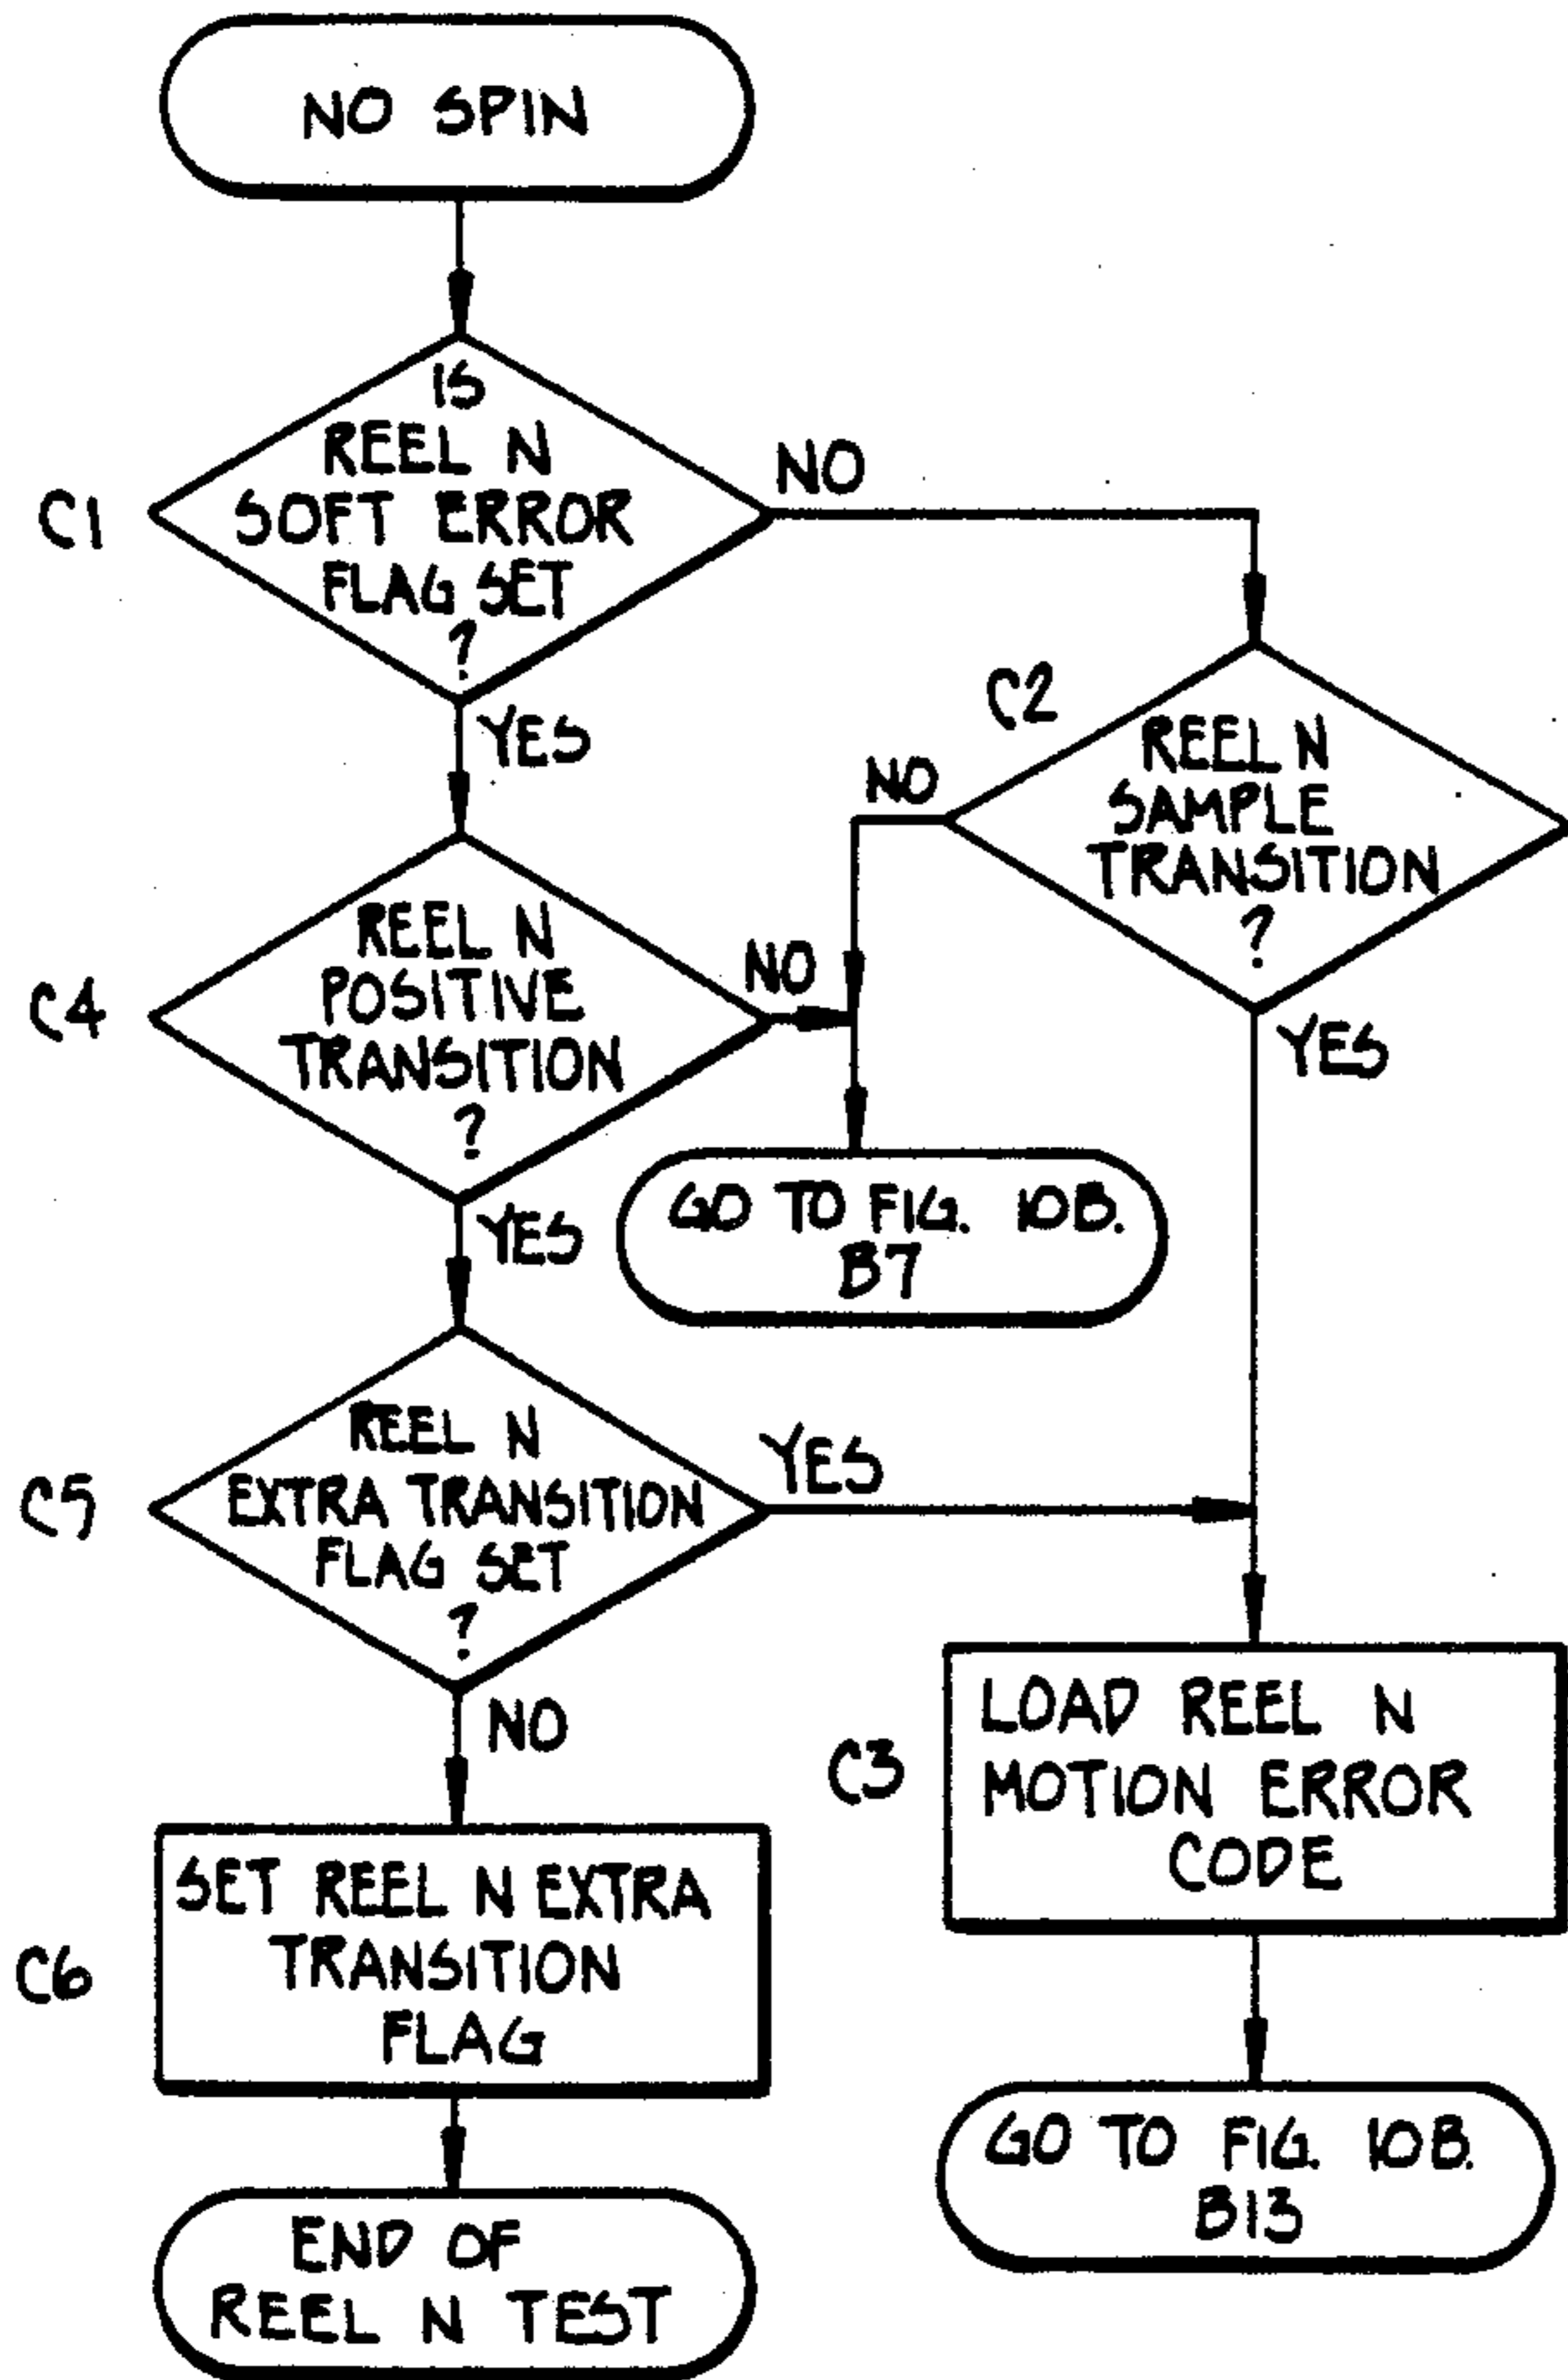 NO SPIN
C1
IS
REEL N
SOFT ERROR
FLAG SET
?
NO
YES
C2
REEL N
SAMPLE
TRANSITION
?
NO
YES
C4
REEL N
POSITIVE
TRANSITION
?
NO
YES
GO TO FIG. 10B.
B7
C5
REEL N
EXTRA TRANSITION
FLAG SET
?
YES
NO
C3
LOAD REEL N
MOTION ERROR
CODE
C6
SET REEL N EXTRA
TRANSITION
FLAG
GO TO FIG. 10B.
B13
END OF
REEL N TEST